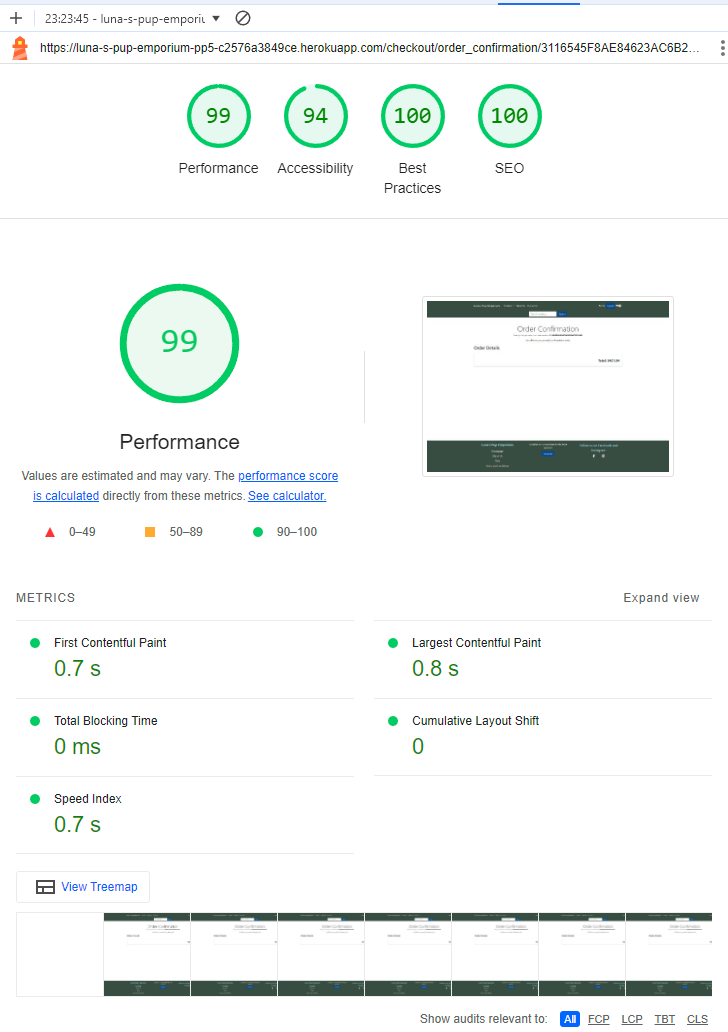 23:23:45 - luna-s-pup-emporiu
https://luna-s-pup-emporium-pp5-c2576a3849ce.herokuapp.com/checkout/order_confirmation/3116545F8AE84623AC6B2...
99 94 100 100
Performance Accessibility Best Practices SEO
99
Order Confirmation
Order Details
Performance
Values are estimated and may vary. The performance score
is calculated directly from these metrics. See calculator.
0–49 50–89 90–100
METRICS
Expand view
First Contentful Paint
0.7 s
Largest Contentful Paint
0.8 s
Total Blocking Time
0 ms
Cumulative Layout Shift
0
Speed Index
0.7 s
View Treemap
Show audits relevant to: All FCP LCP TBT CLS